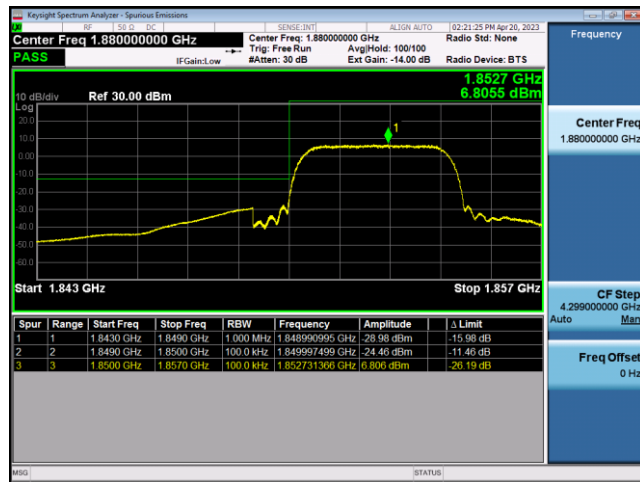 Keysight Spectrum Analyzer - Spurious Emissions
RF 50 Ω DC SENSE:INT ALIGN AUTO 02:21:25 PM Apr 20, 2023
Center Freq 1.880000000 GHz Center Freq: 1.880000000 GHz Radio Std: None
Trig: Free Run Avg|Hold: 100/100
PASS IFGain:Low #Atten: 30 dB Ext Gain: -14.00 dB Radio Device: BTS
1.8527 GHz
6.8055 dBm
10 dB/div Ref 30.00 dBm
Log
20.0
1
10.0
0.00
-10.0
-20.0
-30.0
-40.0
-50.0
-60.0
Start 1.843 GHz Stop 1.857 GHz
Spur Range Start Freq Stop Freq RBW Frequency Amplitude Δ Limit
1 1 1.8430 GHz 1.8490 GHz 1.000 MHz 1.848990995 GHz -28.98 dBm -15.98 dB
2 2 1.8490 GHz 1.8500 GHz 100.0 kHz 1.849997499 GHz -24.46 dBm -11.46 dB
3 3 1.8500 GHz 1.8570 GHz 100.0 kHz 1.852731366 GHz 6.806 dBm -26.19 dB
MSG STATUS
Frequency
Center Freq
1.880000000 GHz
CF Step
4.299000000 GHz
Auto Man
Freq Offset
0 Hz